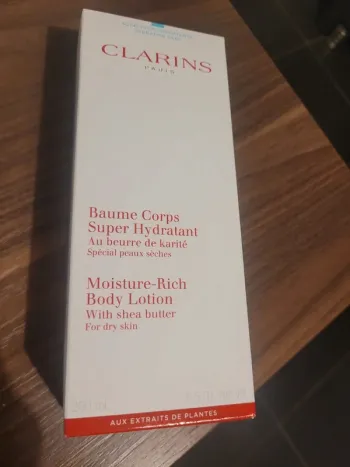 CLARINS
PARIS
Baume Corps
Super Hydratant
Au beurre de karité
Spécial peaux sèches
Moisture-Rich
Body Lotion
With shea butter
For dry skin
AUX EXTRAITS DE PLANTES